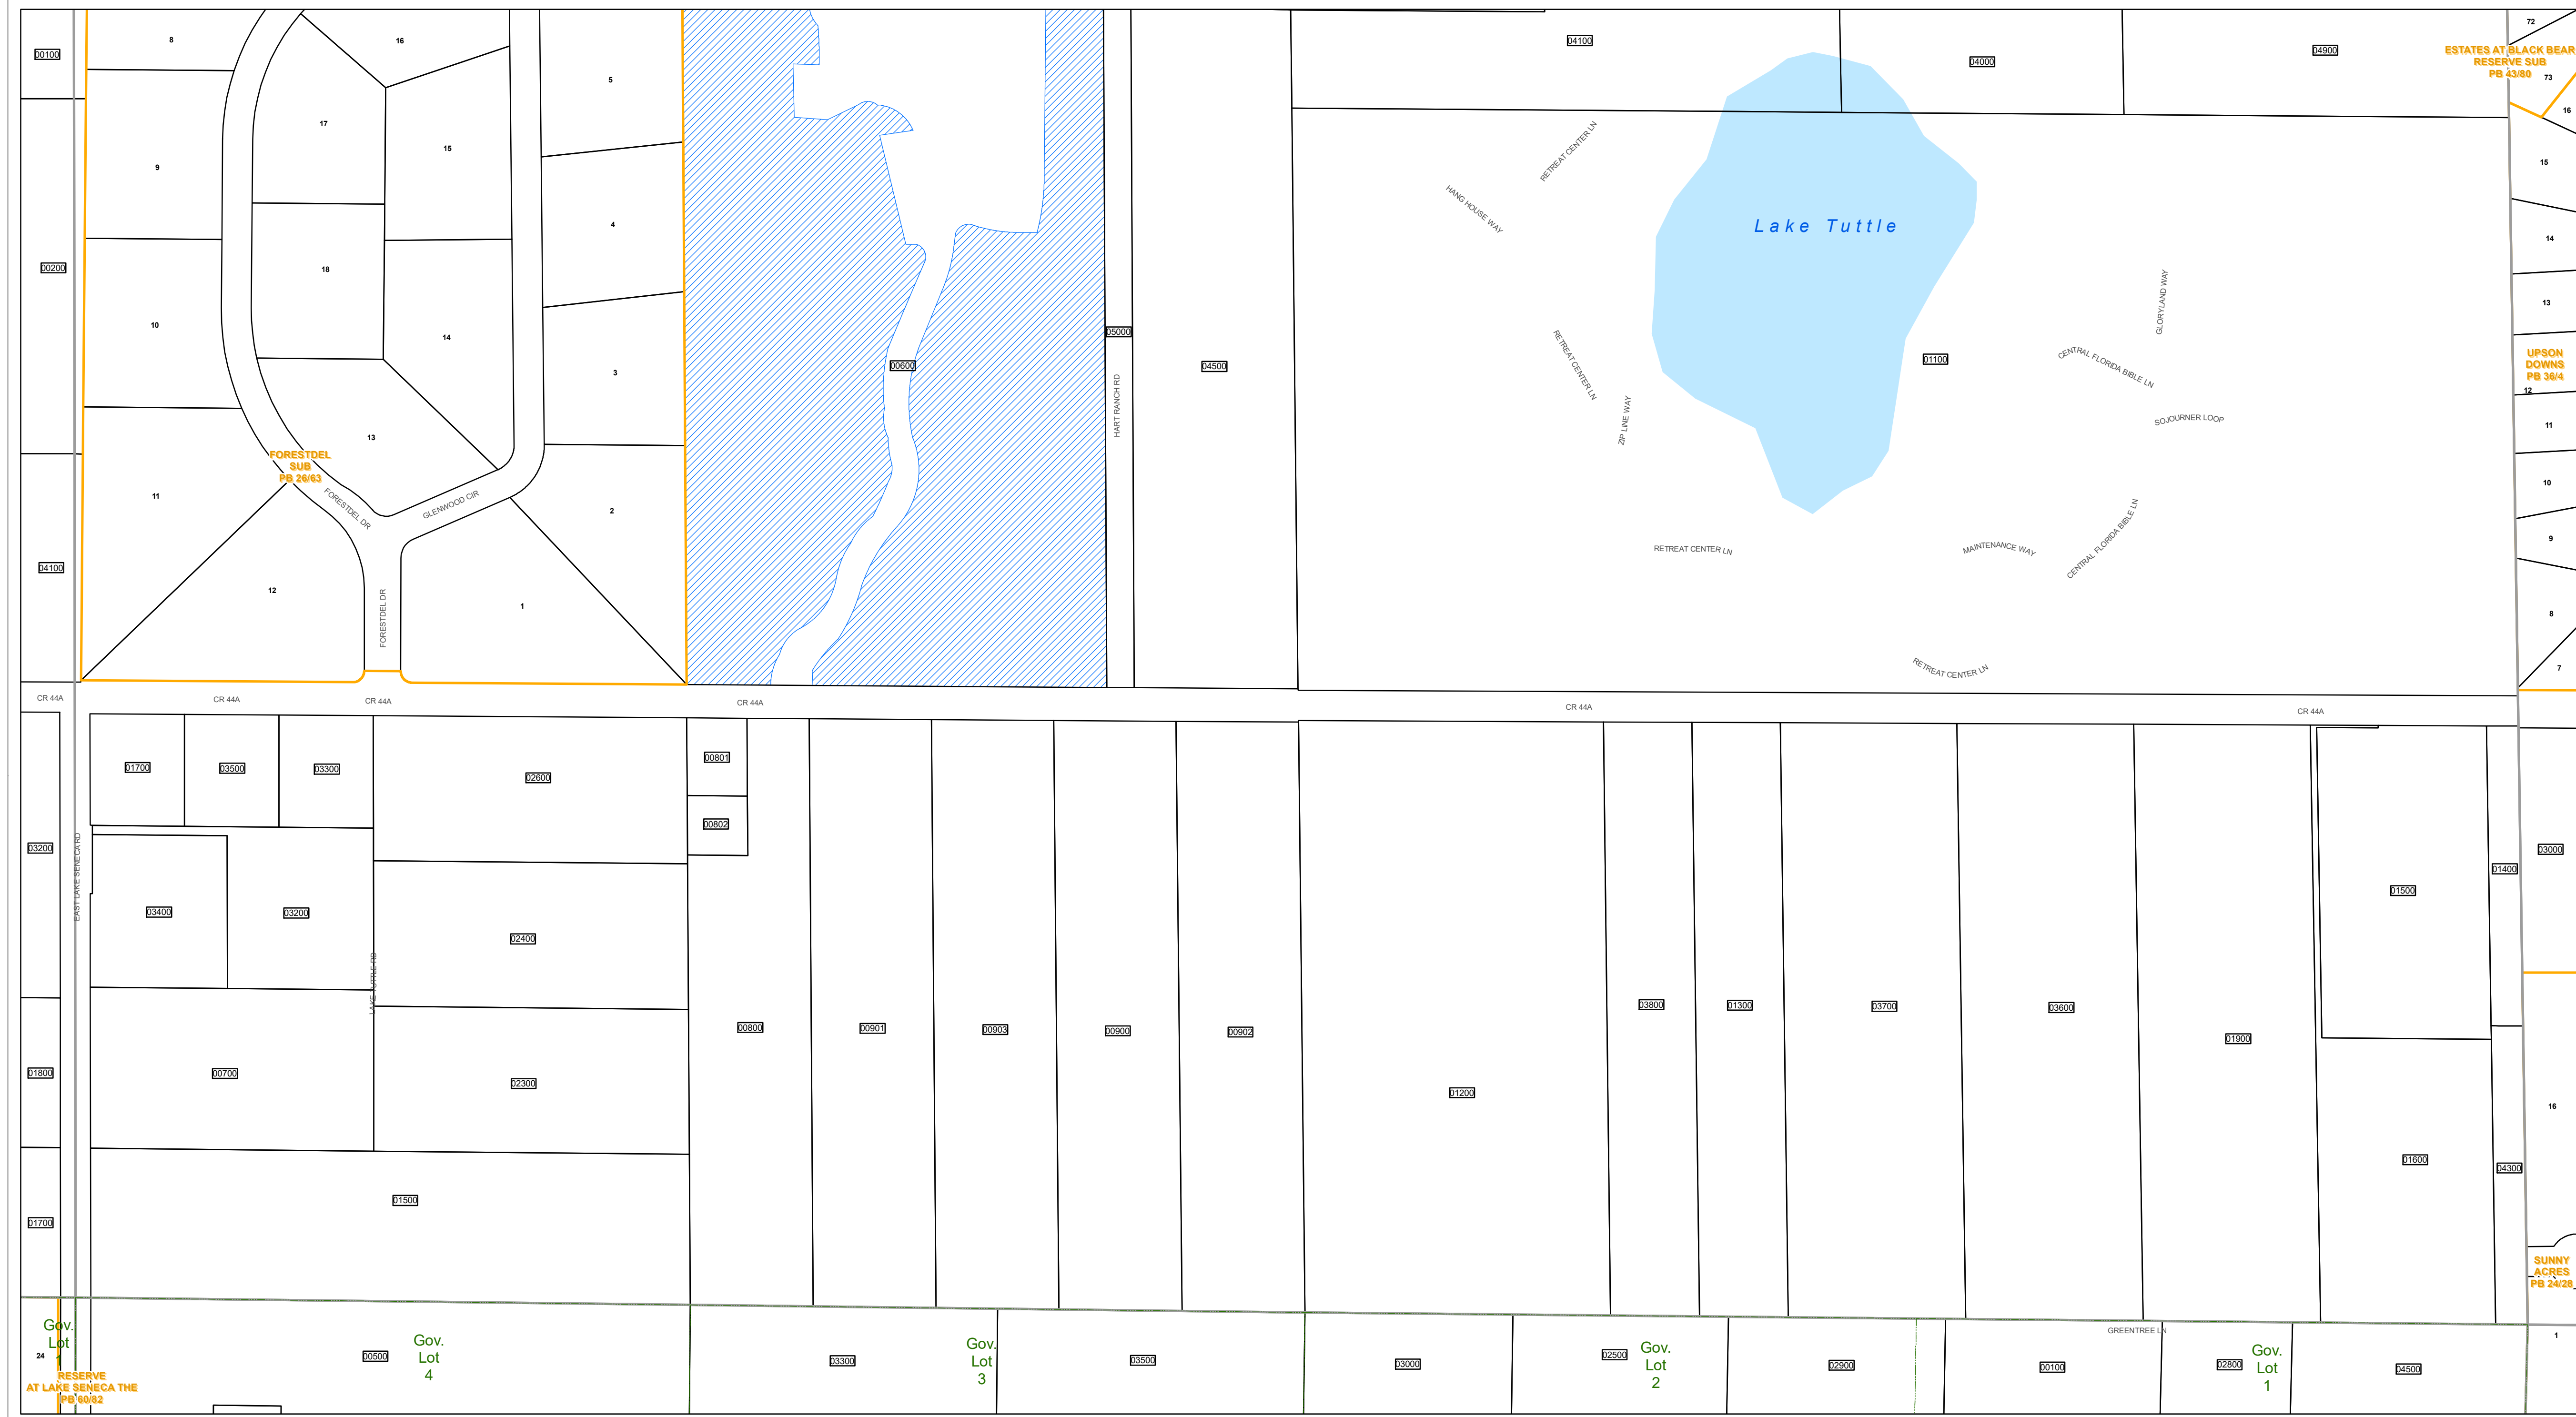 00100
8
16
5
04100
04000
04900
72
ESTATES AT BLACK BEAR
RESERVE SUB
PB 43/80
73
16
17
15
9
RETREAT CENTER LN
HANG HOUSE WAY
Lake Tuttle
15
4
14
00200
18
GLORYLAND WAY
13
10
14
3
05000
HART RANCH RD
00600
04500
RETREAT CENTER LN
ZIP LINE WAY
01100
CENTRAL FLORIDA BIBLE LN
SOJOURNER LOOP
UPSON
DOWNS
PB 36/4
12
11
13
FORESTDEL
SUB
PB 26/63
11
FORESTDEL DR
GLENWOOD CIR
2
10
9
RETREAT CENTER LN
MAINTENANCE WAY
CENTRAL FLORIDA BIBLE LN
04100
12
FORESTDEL DR
1
8
RETREAT CENTER LN
7
CR 44A
CR 44A
CR 44A
CR 44A
CR 44A
CR 44A
01700
03500
03300
02600
00801
00802
03200
EAST LAKE SENECA RD
03400
03200
02400
LAKE TUTTLE RD
01500
01400
03000
00800
00901
00903
00900
00902
03800
01300
03700
03600
01900
01800
00700
02300
01200
16
01600
04300
01500
01700
SUNNY
ACRES
PB 24/28
Gov.
Lot
1
24
RESERVE
AT LAKE SENECA THE
PB 60/82
00500
Gov.
Lot
4
03300
Gov.
Lot
3
03500
03000
02500
Gov.
Lot
2
02900
00100
GREENTREE LN
02800
Gov.
Lot
1
04500
1